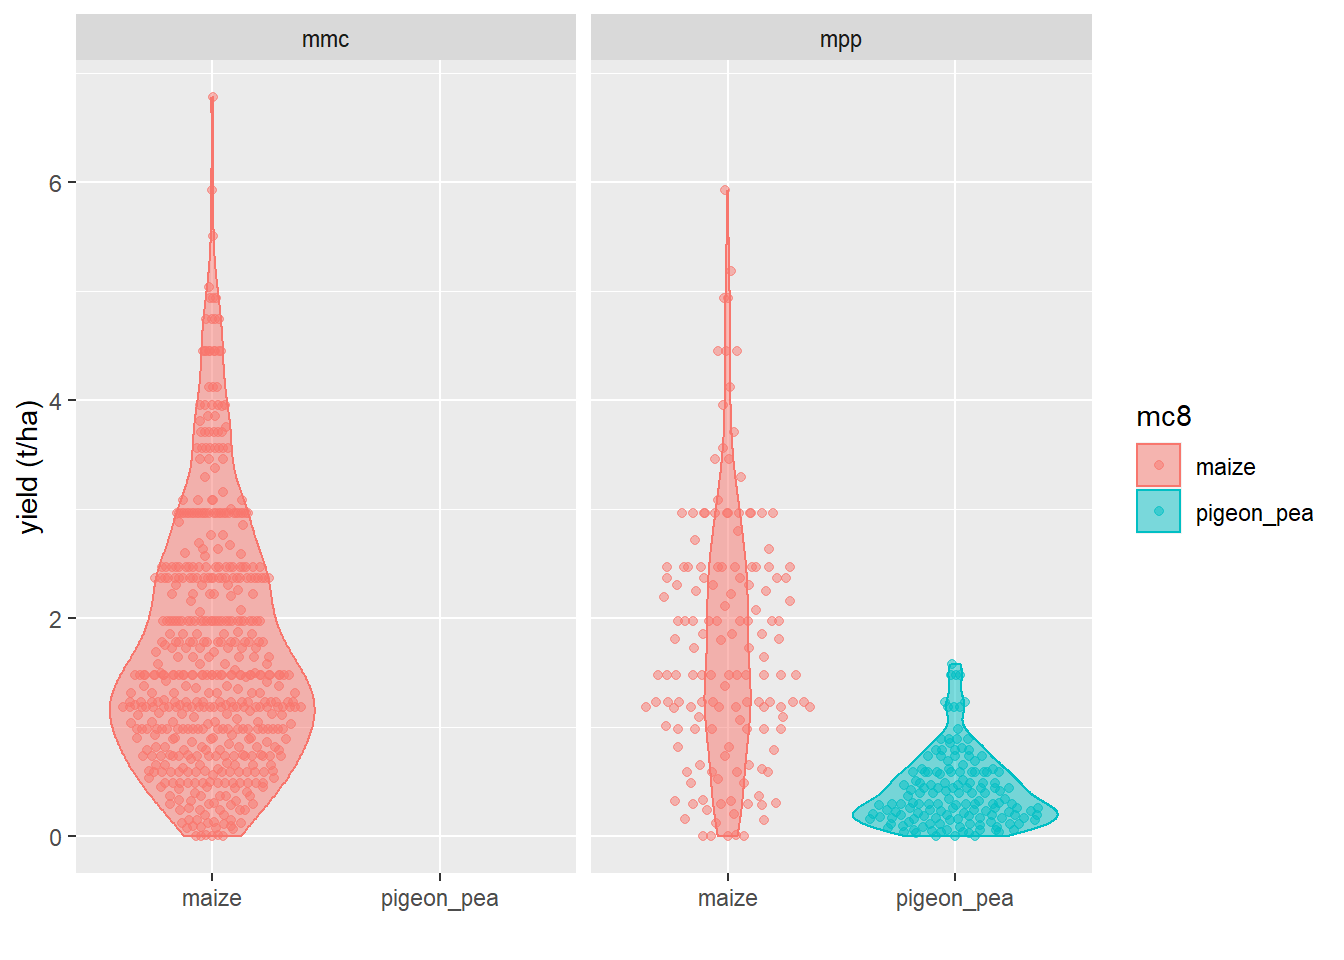 mmc
mpp
yield (t/ha)
6
4
2
0
maize
pigeon_pea
maize
pigeon_pea
mc8
maize
pigeon_pea